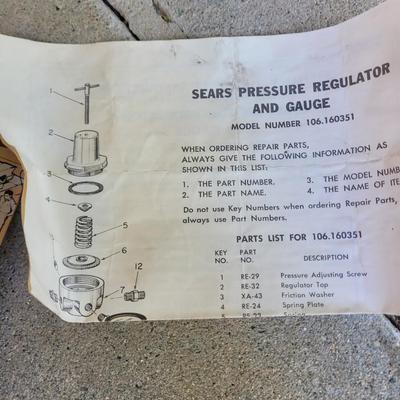 SEARS PRESSURE REGULATOR
AND GAUGE
MODEL NUMBER 106.160351
WHEN ORDERING REPAIR PARTS,
ALWAYS GIVE THE FOLLOWING INFORMATION AS
SHOWN IN THIS LIST:
1. THE PART NUMBER. 3. THE MODEL NUMB
2. THE PART NAME. 4. THE NAME OF ITE
Do not use Key Numbers when ordering Repair Parts,
always use Part Numbers.
PARTS LIST FOR 106.160351
KEY NO. PART NO. DESCRIPTION
1 RE-29 Pressure Adjusting Screw
2 RE-32 Regulator Top
3 XA-43 Friction Washer
4 RE-24 Spring Plate
1
2
3
4
5
6
7
12